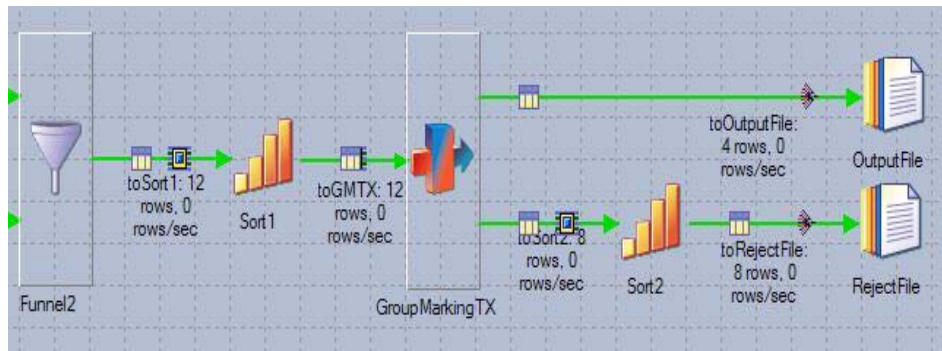 toOutputFile:
4 rows, 0
rows/sec
OutputFile
toSort1: 12
rows, 0
rows/sec
Sort1
toGMTX: 12
rows, 0
rows/sec
toSort2: 8
rows, 0
rows/sec
Sort2
toRejectFile:
8 rows, 0
rows/sec
RejectFile
Funnel2
GroupMarkingTX